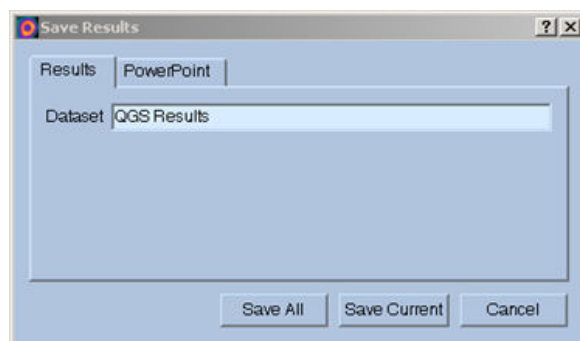 Save Results
Results PowerPoint
Dataset QGS Results
Save All Save Current Cancel